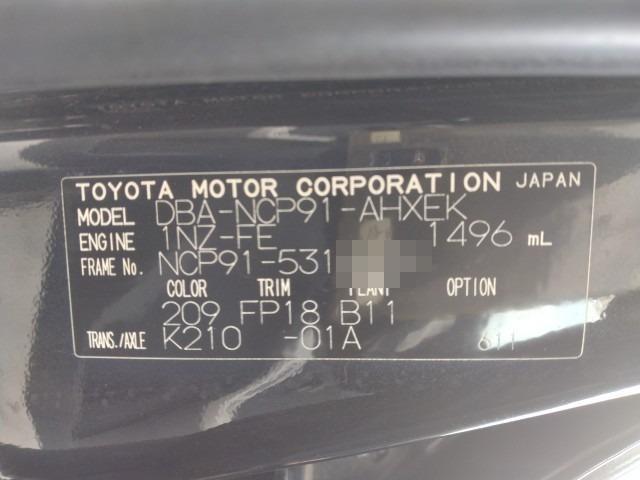 TOYOTA MOTOR CORPORATION JAPAN
MODEL DBA-NCP91-AHXEK
ENGINE 1NZ-FE 1496 mL
FRAME No. NCP91-531
COLOR TRIM PLANT OPTION
209 FP18 B11
TRANS./AXLE K210 -01A 611